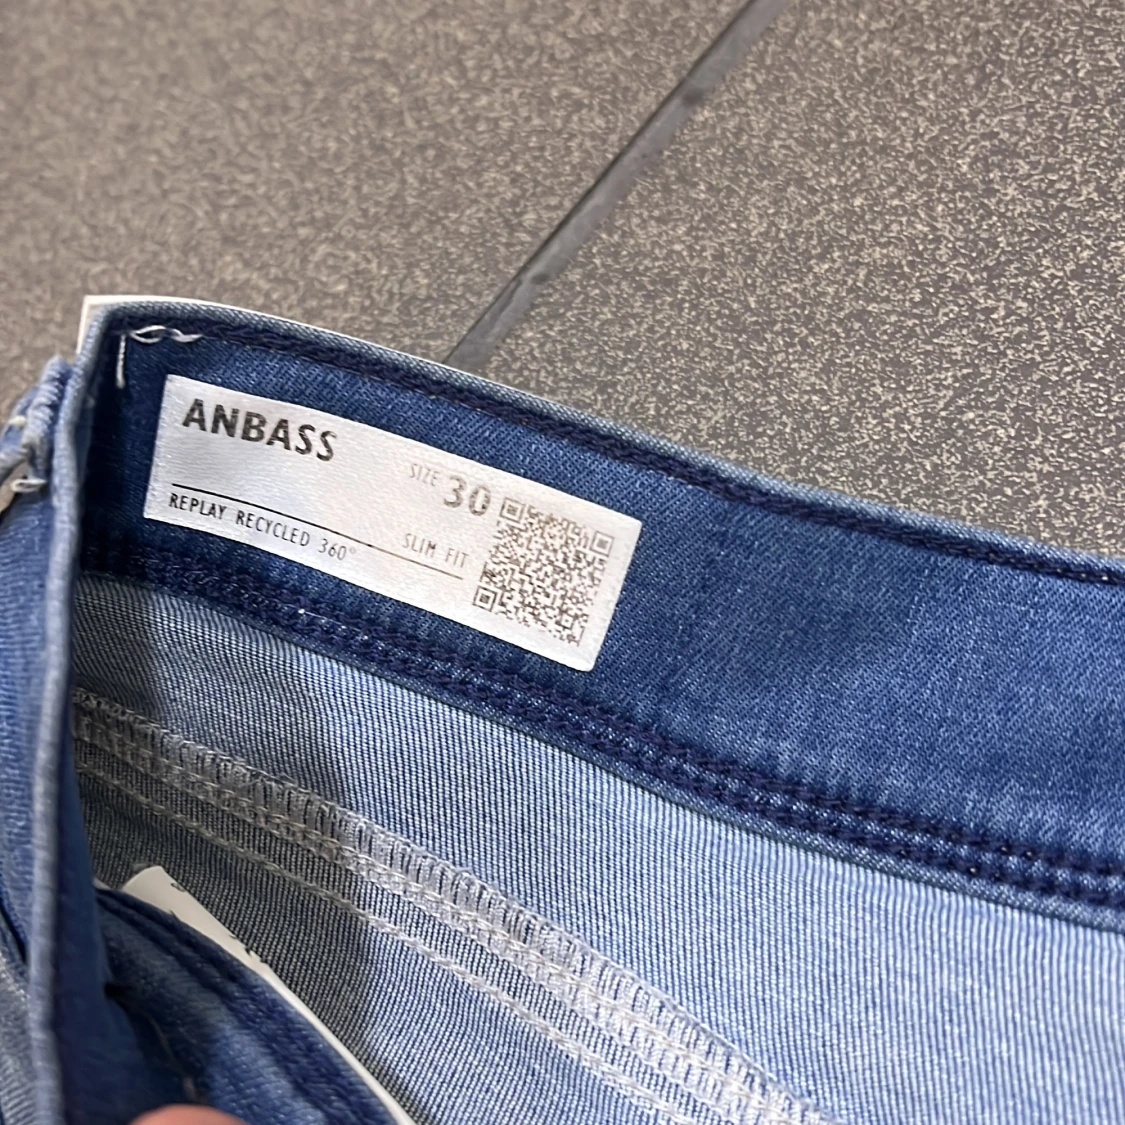 ANBASS
SIZE 30
REPLAY RECYCLED 360°
SLIM FIT